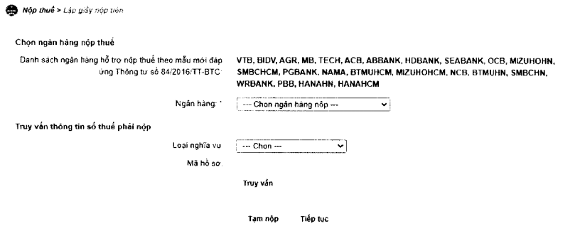 Nộp thuế > Lập giấy nộp tiền
Chọn ngân hàng nộp thuế
Danh sách ngân hàng hỗ trợ nộp thuế theo mẫu mới đáp
ứng Thông tư số 84/2016/TT-BTC:
VTB, BIDV, AGR, MB, TECH, ACB, ABBANK, HDBANK, SEABANK, OCB, MIZUHOHN,
SMBCHCM, PGBANK, NAMA, BTMUHCM, MIZUHOHCM, NCB, BTMUHN, SMBCHN,
WRBANK, PBB, HANAHN, HANAHCM
Ngân hàng: * --- Chọn ngân hàng nộp ---
Truy vấn thông tin số thuế phải nộp
Loại nghĩa vụ --- Chọn ---
Mã hồ sơ:
Truy vấn
Tạm nộp Tiếp tục